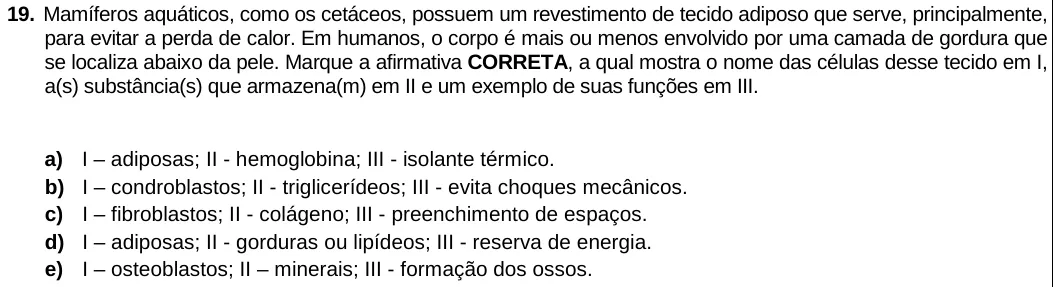 19. Mamíferos aquáticos, como os cetáceos, possuem um revestimento de tecido adiposo que serve, principalmente,
para evitar a perda de calor. Em humanos, o corpo é mais ou menos envolvido por uma camada de gordura que
se localiza abaixo da pele. Marque a afirmativa CORRETA, a qual mostra o nome das células desse tecido em I,
a(s) substância(s) que armazena(m) em II e um exemplo de suas funções em III.
a) I – adiposas; II - hemoglobina; III - isolante térmico.
b) I – condroblastos; II - triglicerídeos; III - evita choques mecânicos.
c) I – fibroblastos; II - colágeno; III - preenchimento de espaços.
d) I – adiposas; II - gorduras ou lipídeos; III - reserva de energia.
e) I – osteoblastos; II – minerais; III - formação dos ossos.